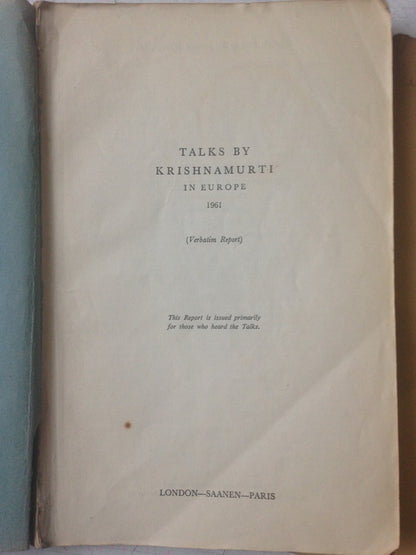 TALKS BY
KRISHNAMURTI
IN EUROPE
1961
(Verbatim Report)
This Report is issued primarily
for those who heard the Talks.
LONDON—SAANEN—PARIS